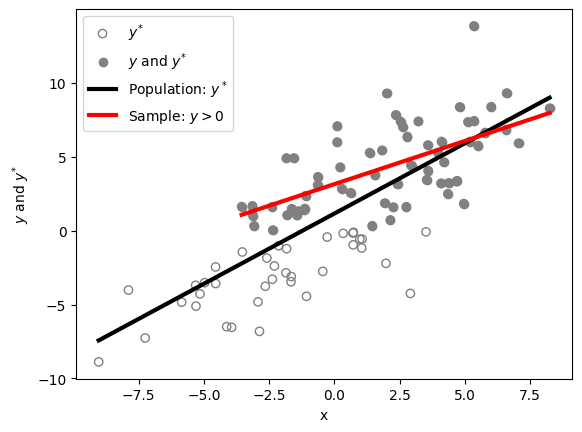 y*
y and y*
Population: y*
Sample: y > 0
10
5
0
−5
−10
y and y*
−7.5
−5.0
−2.5
0.0
2.5
5.0
7.5
x